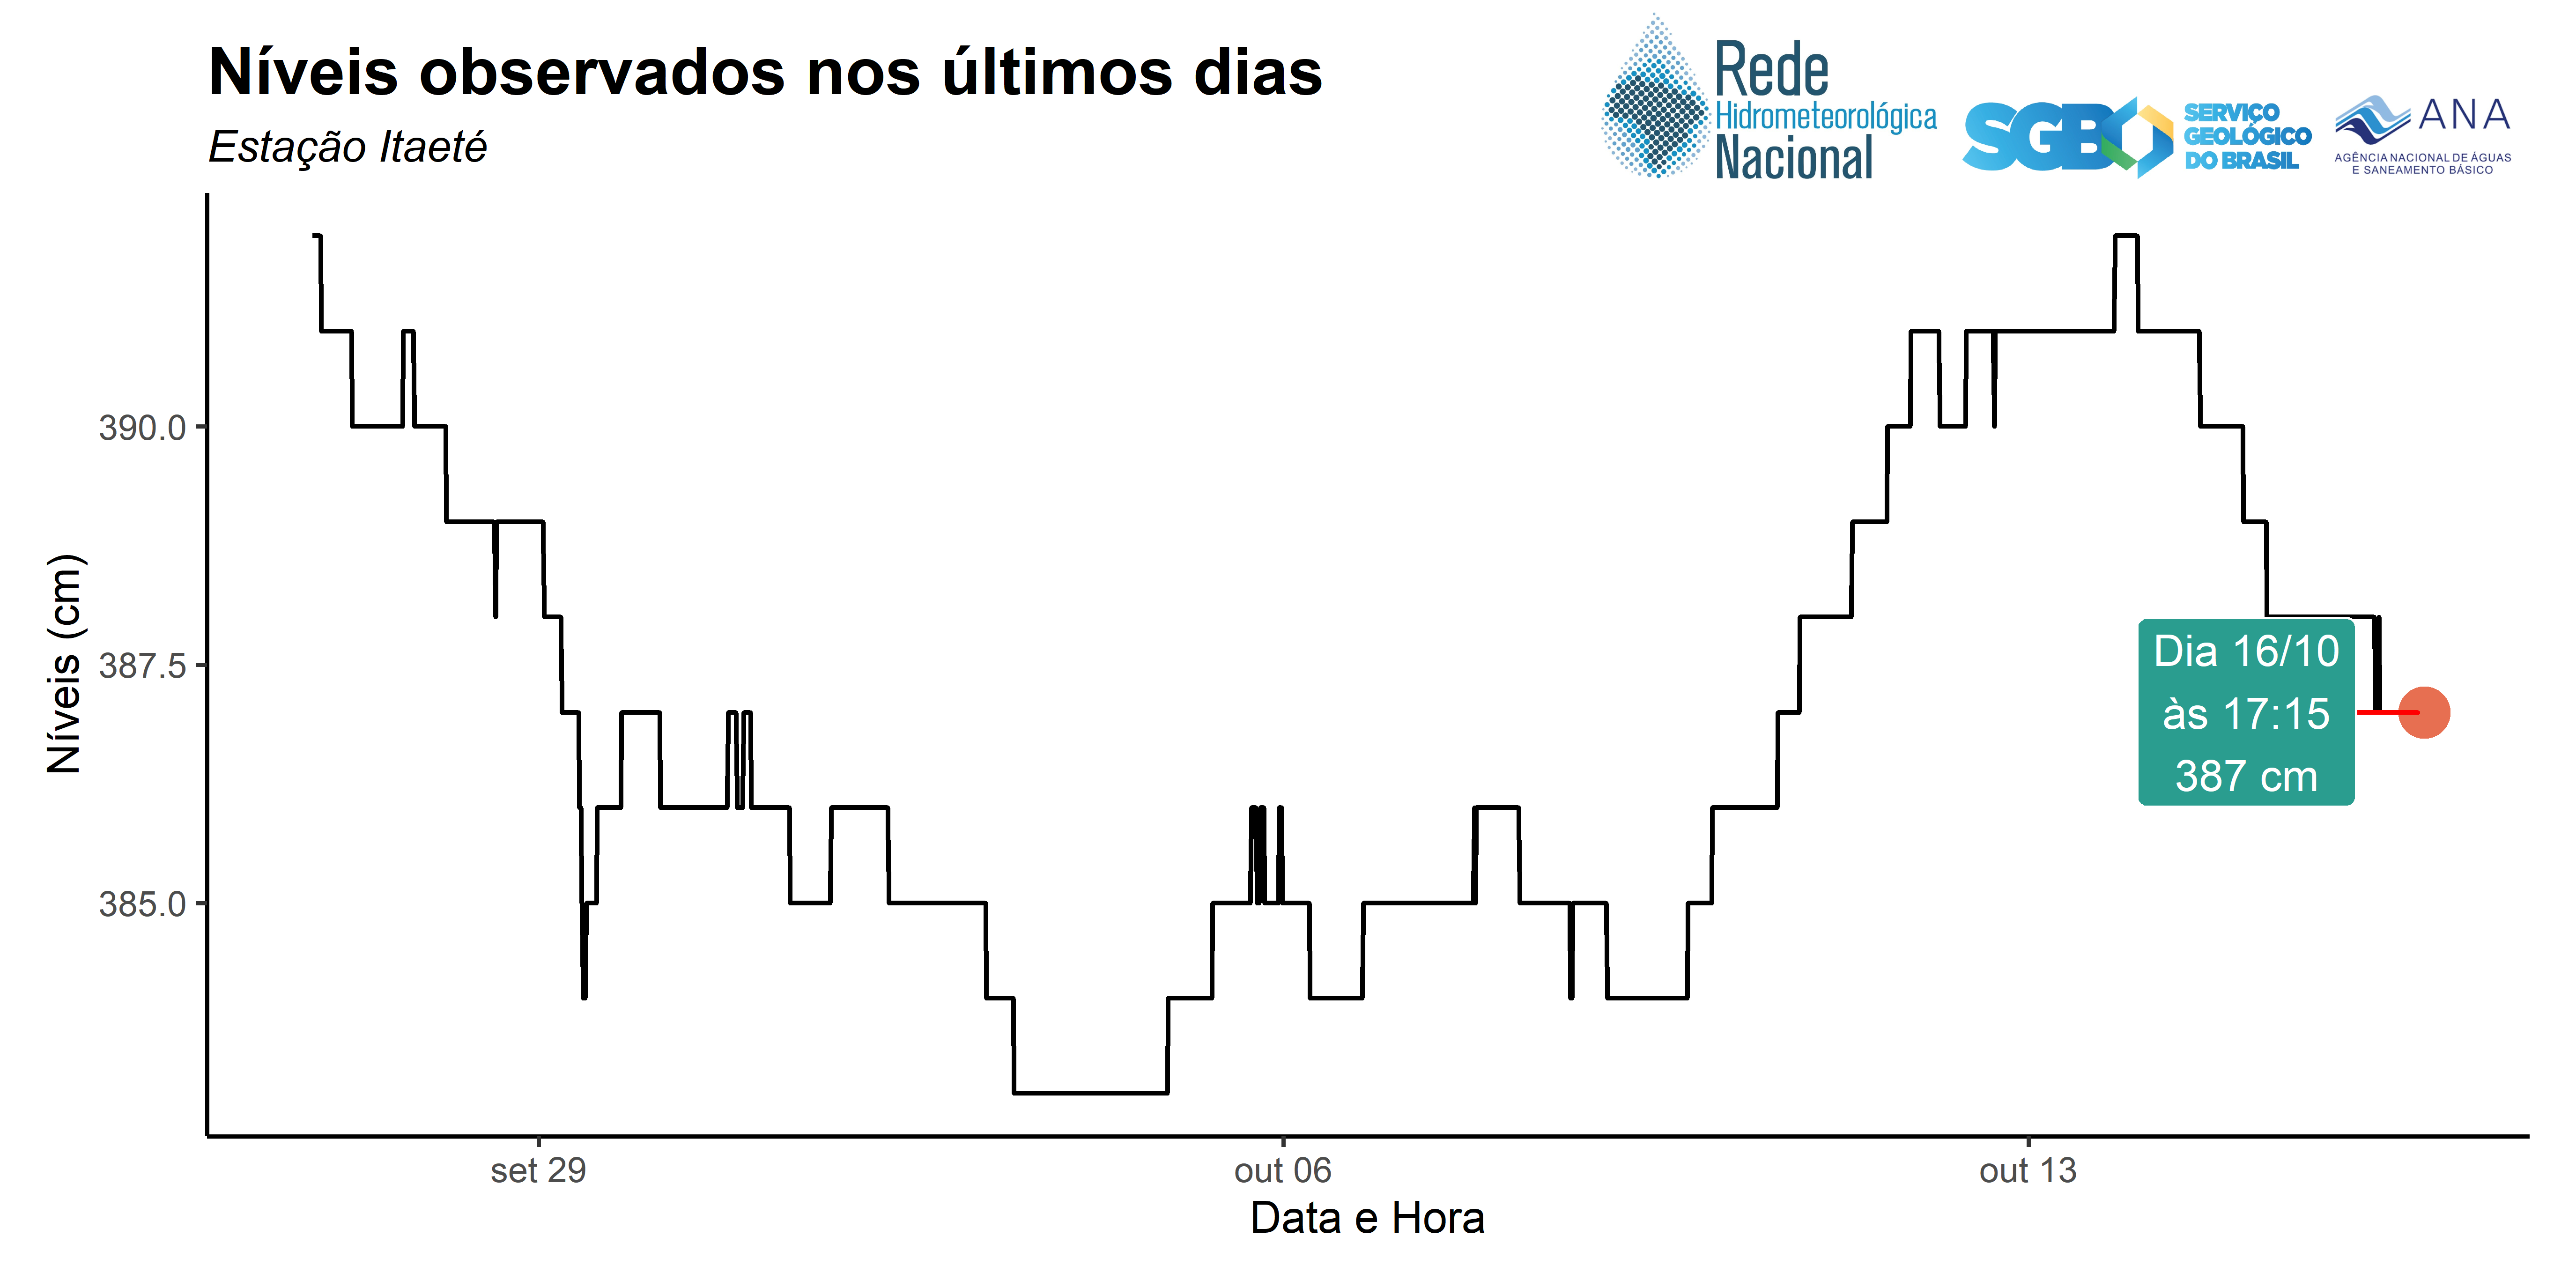 Níveis observados nos últimos dias
Estação Itaeté
Rede
Hidrometeorológica
Nacional
SGB
SERVIÇO
GEOLÓGICO
DO BRASIL
ANA
AGÊNCIA NACIONAL DE ÁGUAS
E SANEAMENTO BÁSICO
Níveis (cm)
390.0
387.5
385.0
Dia 16/10
às 17:15
387 cm
set 29
out 06
out 13
Data e Hora